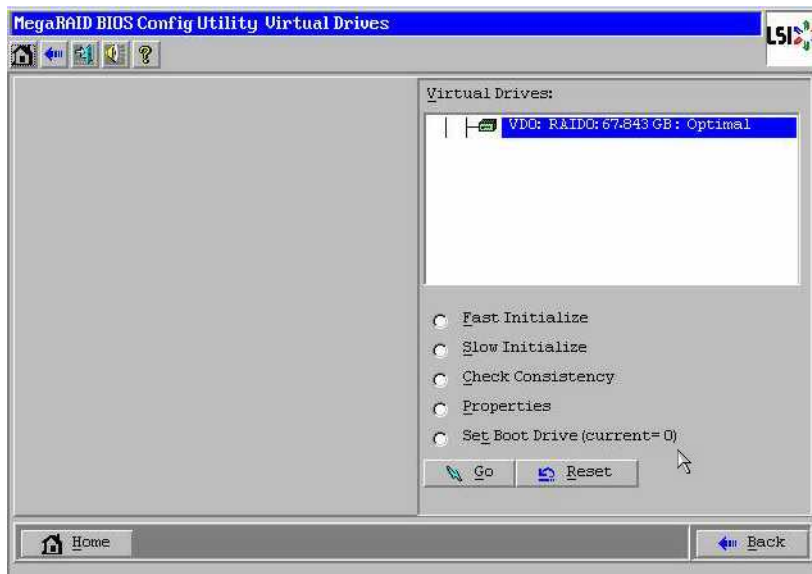 MegaRAID BIOS Config Utility Virtual Drives
LSI
Virtual Drives:
VD0: RAID0: 67.843 GB: Optimal
Fast Initialize
Slow Initialize
Check Consistency
Properties
Set Boot Drive (current= 0)
Go
Reset
Home
Back